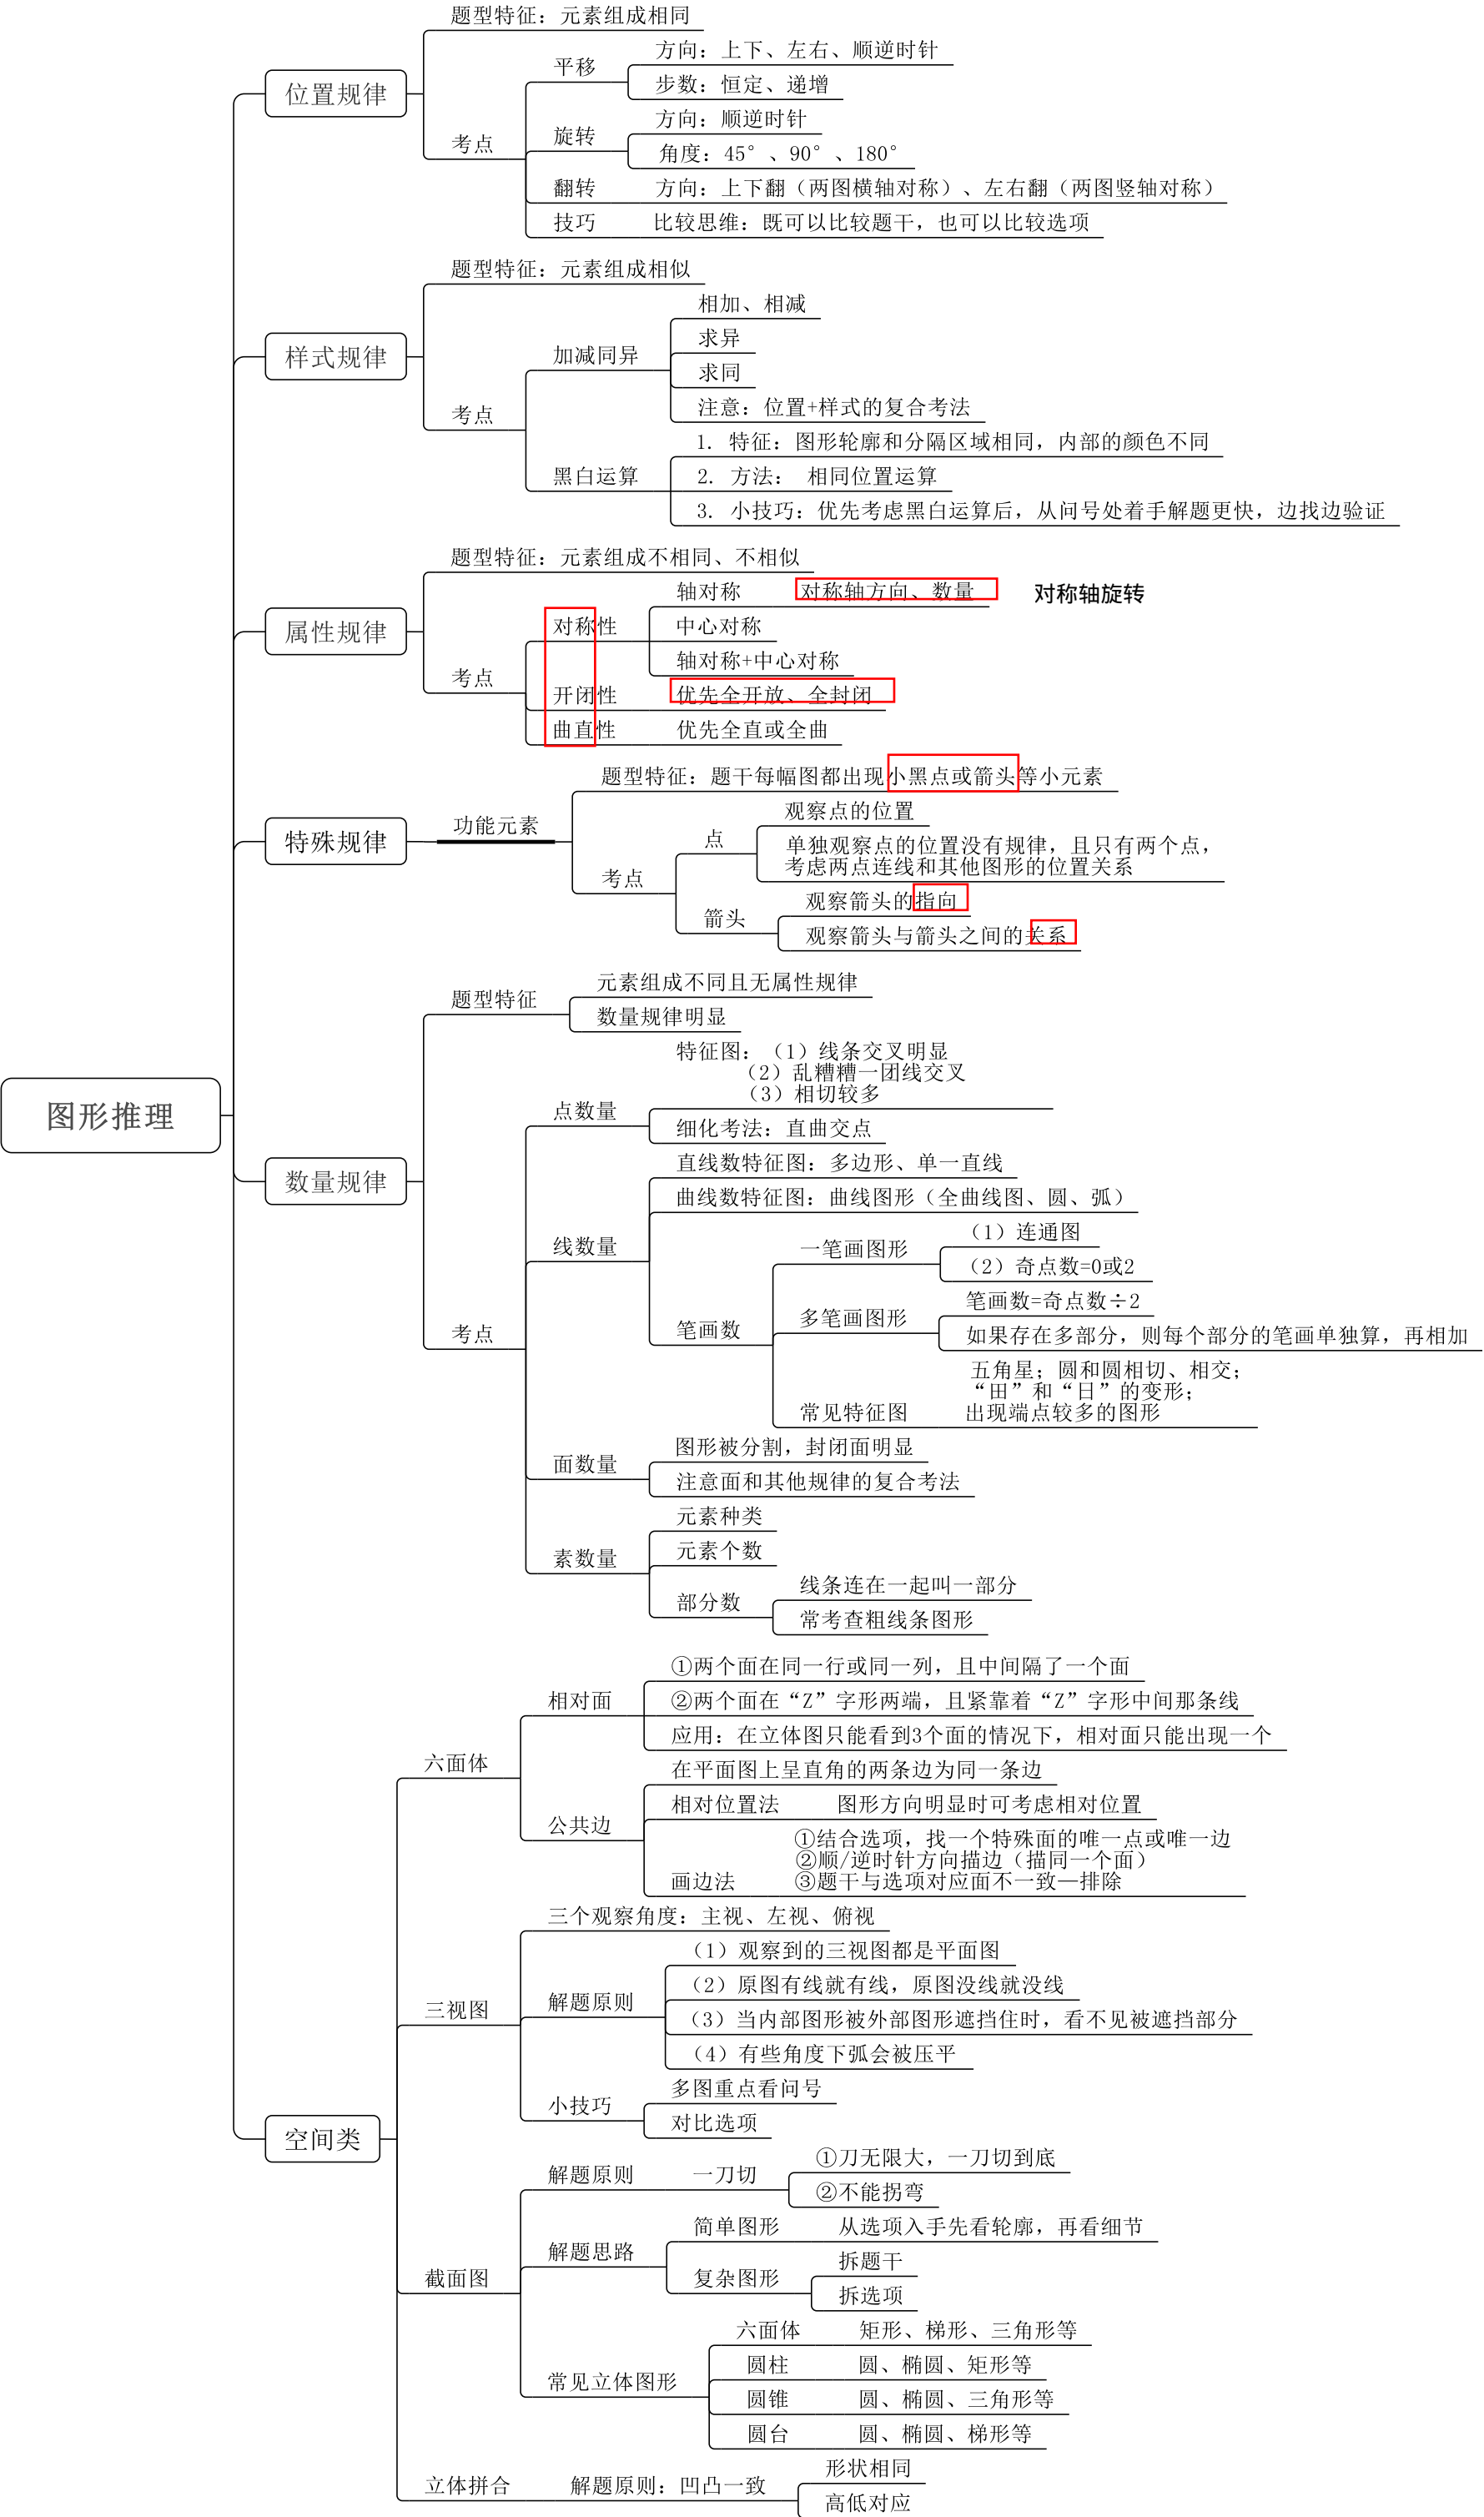 图形推理
位置规律
题型特征：元素组成相同
考点
平移
方向：上下、左右、顺逆时针
步数：恒定、递增
旋转
方向：顺逆时针
角度：45°、90°、180°
翻转
方向：上下翻（两图横轴对称）、左右翻（两图竖轴对称）
技巧
比较思维：既可以比较题干，也可以比较选项
样式规律
题型特征：元素组成相似
考点
加减同异
相加、相减
求异
求同
注意：位置+样式的复合考法
黑白运算
1. 特征：图形轮廓和分隔区域相同，内部的颜色不同
2. 方法： 相同位置运算
3. 小技巧：优先考虑黑白运算后，从问号处着手解题更快，边找边验证
属性规律
题型特征：元素组成不相同、不相似
考点
对称性
轴对称
对称轴方向、数量
对称轴旋转
中心对称
轴对称+中心对称
开闭性
优先全开放、全封闭
曲直性
优先全直或全曲
特殊规律
功能元素
题型特征：题干每幅图都出现小黑点或箭头等小元素
考点
点
观察点的位置
单独观察点的位置没有规律，且只有两个点，
考虑两点连线和其他图形的位置关系
箭头
观察箭头的指向
观察箭头与箭头之间的关系
数量规律
题型特征
元素组成不同且无属性规律
数量规律明显
考点
点数量
特征图：（1）线条交叉明显
（2）乱糟糟一团线交叉
（3）相切较多
细化考法：直曲交点
线数量
直线数特征图：多边形、单一直线
曲线数特征图：曲线图形（全曲线图、圆、弧）
笔画数
一笔画图形
（1）连通图
（2）奇点数=0或2
多笔画图形
笔画数=奇点数÷2
如果存在多部分，则每个部分的笔画单独算，再相加
常见特征图
五角星；圆和圆相切、相交；
“田”和“日”的变形；
出现端点较多的图形
面数量
图形被分割，封闭面明显
注意面和其他规律的复合考法
素数量
元素种类
元素个数
部分数
线条连在一起叫一部分
常考查粗线条图形
空间类
六面体
相对面
①两个面在同一行或同一列，且中间隔了一个面
②两个面在“Z”字形两端，且紧靠着“Z”字形中间那条线
应用：在立体图只能看到3个面的情况下，相对面只能出现一个
公共边
在平面图上呈直角的两条边为同一条边
相对位置法
图形方向明显时可考虑相对位置
画边法
①结合选项，找一个特殊面的唯一点或唯一边
②顺/逆时针方向描边（描同一个面）
③题干与选项对应面不一致—排除
三视图
三个观察角度：主视、左视、俯视
解题原则
（1）观察到的三视图都是平面图
（2）原图有线就有线，原图没线就没线
（3）当内部图形被外部图形遮挡住时，看不见被遮挡部分
（4）有些角度下弧会被压平
小技巧
多图重点看问号
对比选项
截面图
解题原则
一刀切
①刀无限大，一刀切到底
②不能拐弯
解题思路
简单图形
从选项入手先看轮廓，再看细节
复杂图形
拆题干
拆选项
常见立体图形
六面体
矩形、梯形、三角形等
圆柱
圆、椭圆、矩形等
圆锥
圆、椭圆、三角形等
圆台
圆、椭圆、梯形等
立体拼合
解题原则：凹凸一致
形状相同
高低对应